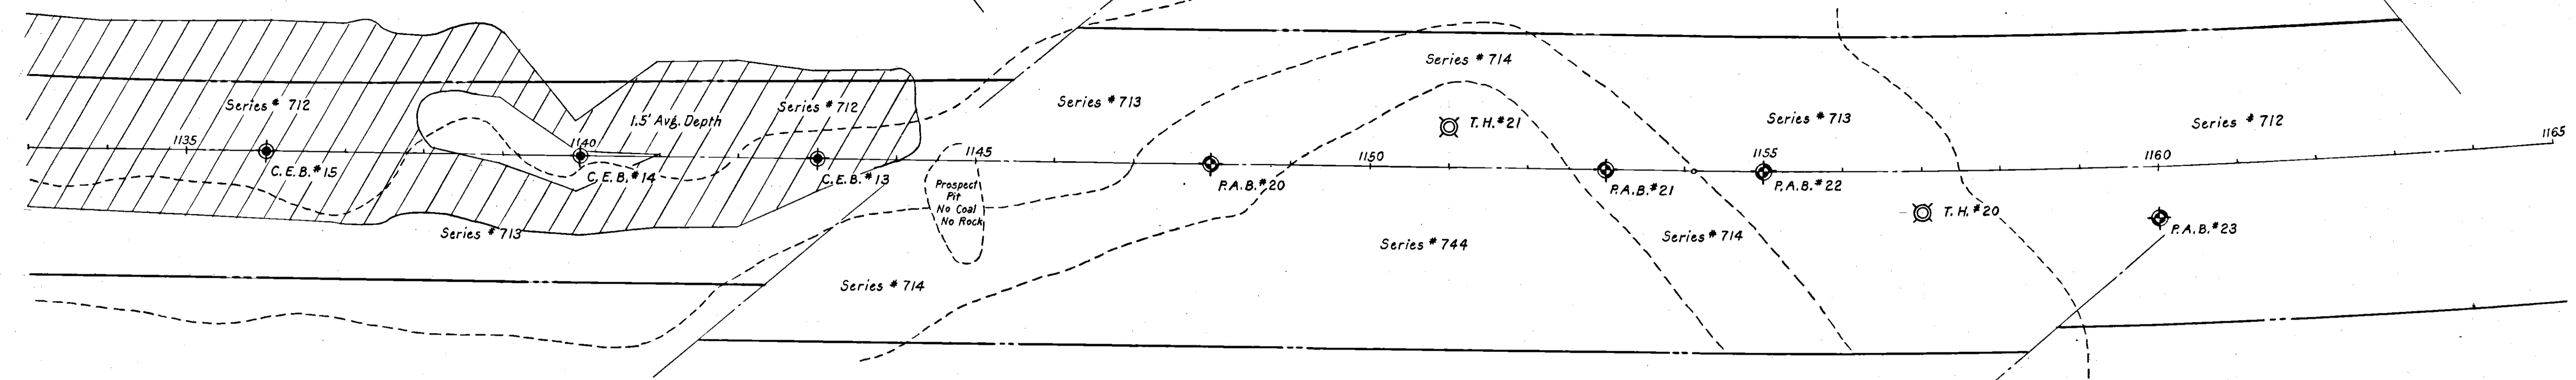 Series # 712
1135
C.E.B.#15
1140
C.E.B.#14
1.5' Avg. Depth
Series # 712
C.E.B.#13
Series # 713
1145
Prospect
Pit
No Coal
No Rock
Series # 714
Series # 713
P.A.B.#20
Series # 714
T.H.#21
1150
Series # 744
P.A.B.#21
Series # 714
Series # 713
1155
P.A.B.#22
T.H.#20
Series # 712
1160
P.A.B.#23
1165